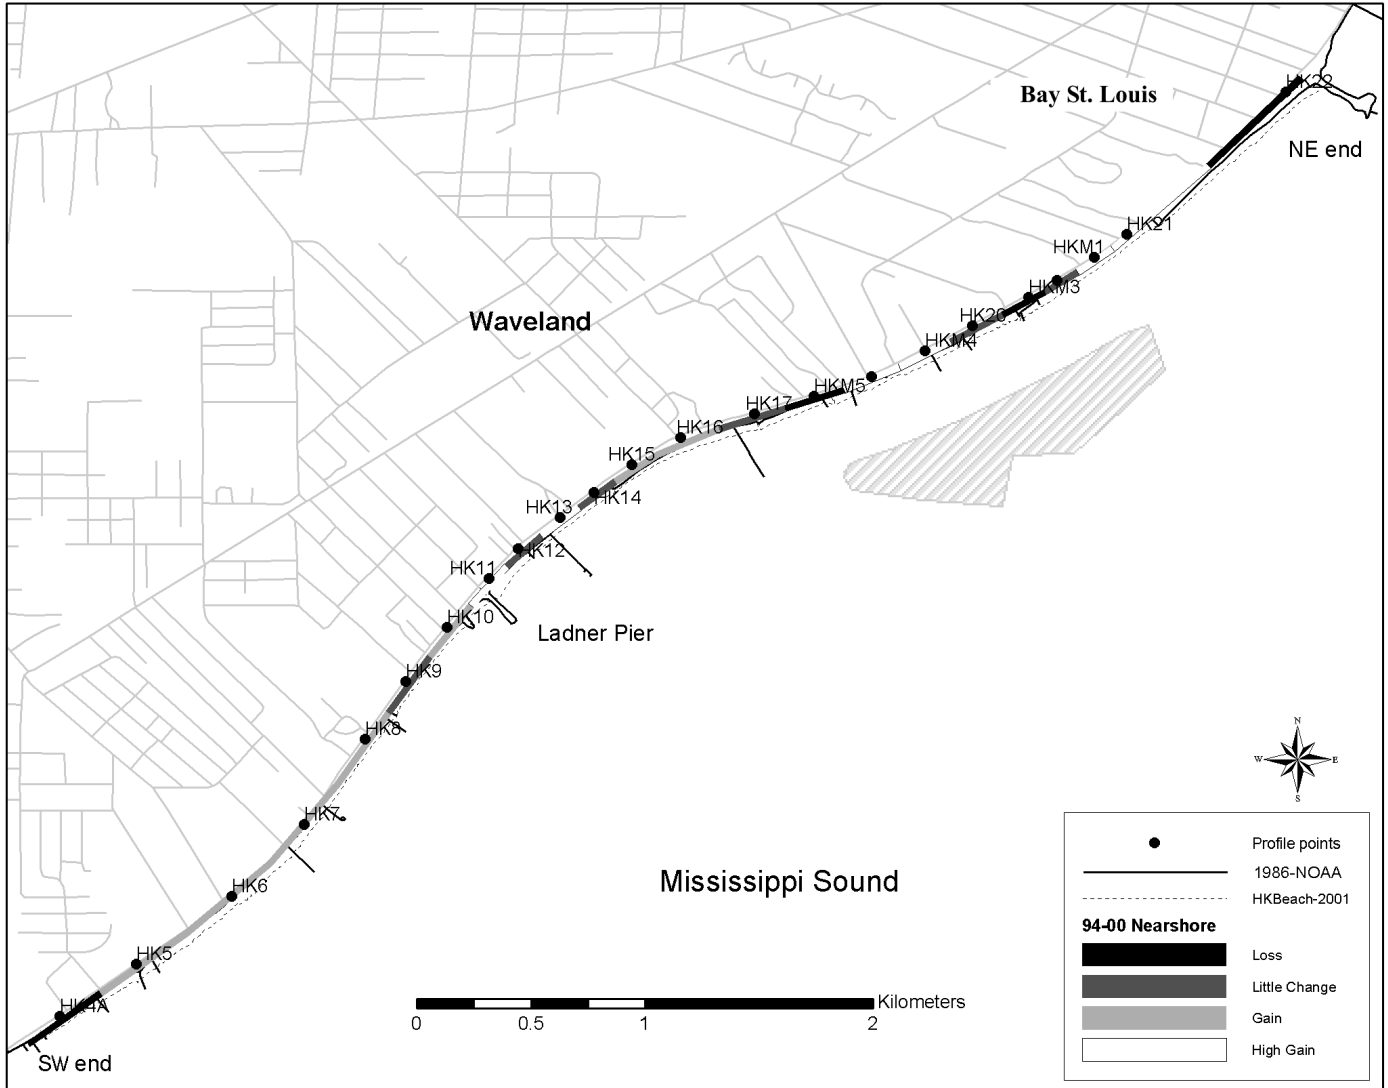 HK22
Bay St. Louis
NE end
HK21
HKM1
HKM3
HK20
Waveland
HKM4
HKM5
HK17
HK16
HK15
HK14
HK13
HK12
HK11
HK10
Ladner Pier
HK9
HK8
N
W
E
S
HK7
Profile points
1986-NOAA
HKBeach-2001
94-00 Nearshore
Loss
Little Change
Gain
High Gain
Mississippi Sound
HK6
HK5
HK4A
Kilometers
0
0.5
1
2
SW end